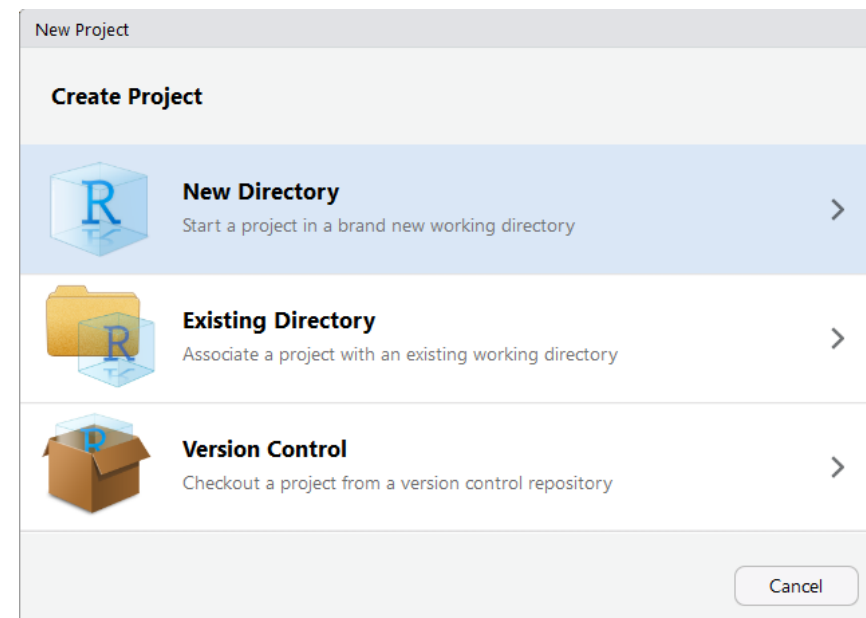 New Project
Create Project
R
New Directory
Start a project in a brand new working directory
R
Existing Directory
Associate a project with an existing working directory
R
Version Control
Checkout a project from a version control repository
Cancel